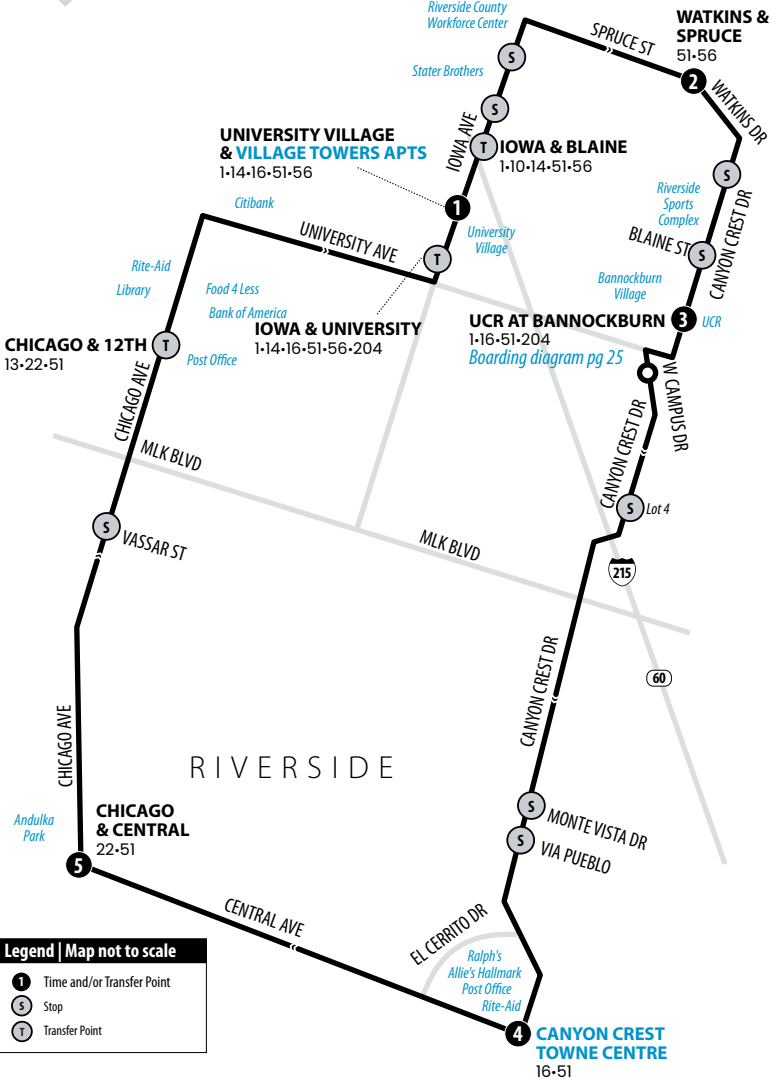 Riverside County
Workforce Center
SPRUCE ST
WATKINS &
SPRUCE
51•56
2
WATKINS DR
S
Stater Brothers
S
IOWA AVE
T
IOWA & BLAINE
1•10•14•51•56
UNIVERSITY VILLAGE
& VILLAGE TOWERS APTS
1•14•16•51•56
1
University
Village
Citibank
UNIVERSITY AVE
T
IOWA & UNIVERSITY
1•14•16•51•56•204
S
Riverside
Sports
Complex
CANYON CREST DR
BLAINE ST
S
Bannockburn
Village
UCR AT BANNOCKBURN
1•16•51•204
Boarding diagram pg 25
3
UCR
Rite-Aid
Library
Food 4 Less
Bank of America
CHICAGO & 12TH
13•22•51
T
Post Office
CHICAGO AVE
W CAMPUS DR
CANYON CREST DR
S
Lot 4
MLK BLVD
MLK BLVD
S
VASSAR ST
215
60
CANYON CREST DR
CHICAGO AVE
RIVERSIDE
S
MONTE VISTA DR
S
VIA PUEBLO
Andulka
Park
CHICAGO
& CENTRAL
22•51
5
CENTRAL AVE
EL CERRITO DR
Ralph's
Allie's Hallmark
Post Office
Rite-Aid
4
CANYON CREST
TOWNE CENTRE
16•51
Legend | Map not to scale
1 Time and/or Transfer Point
S Stop
T Transfer Point